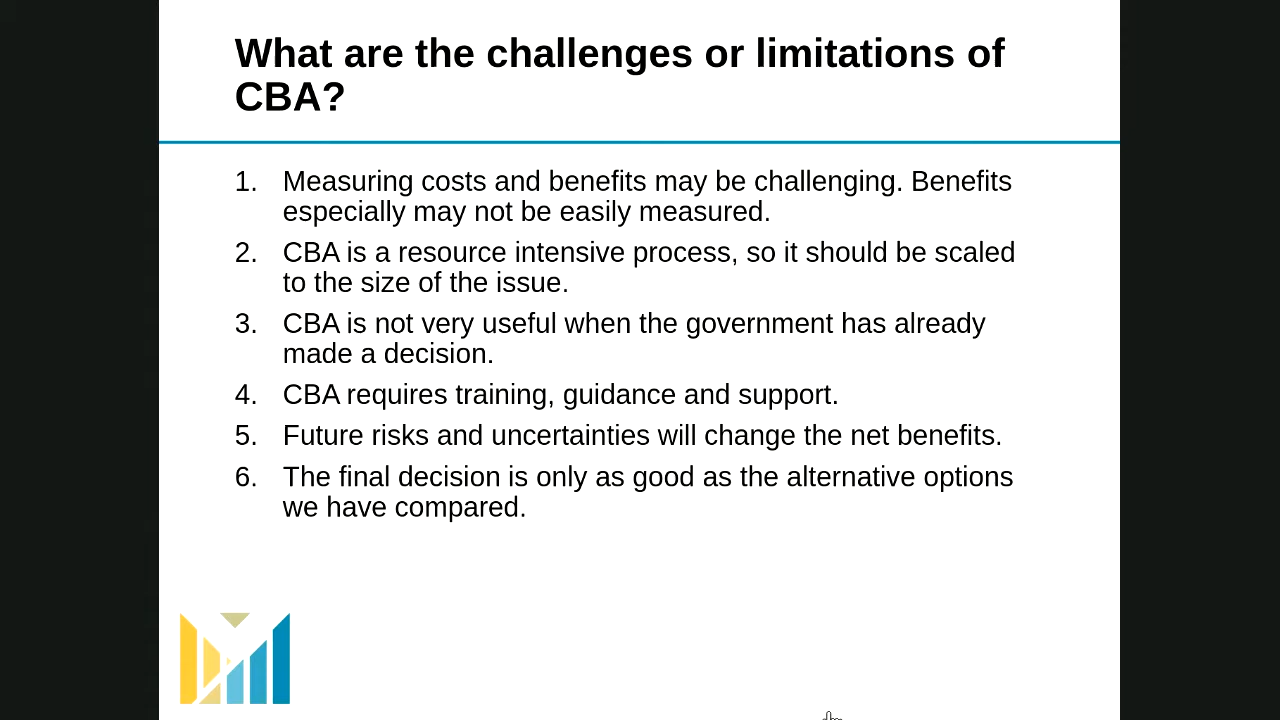 What are the challenges or limitations of
CBA?
1. Measuring costs and benefits may be challenging. Benefits
especially may not be easily measured.
2. CBA is a resource intensive process, so it should be scaled
to the size of the issue.
3. CBA is not very useful when the government has already
made a decision.
4. CBA requires training, guidance and support.
5. Future risks and uncertainties will change the net benefits.
6. The final decision is only as good as the alternative options
we have compared.